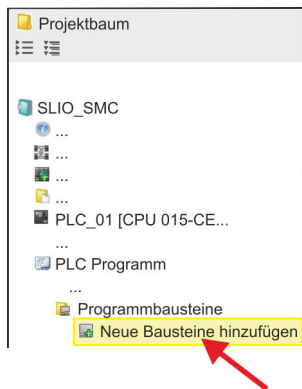 Projektbaum
SLIO_SMC
...
...
...
...
PLC_01 [CPU 015-CE...
...
PLC Programm
...
Programmbausteine
Neue Bausteine hinzufügen